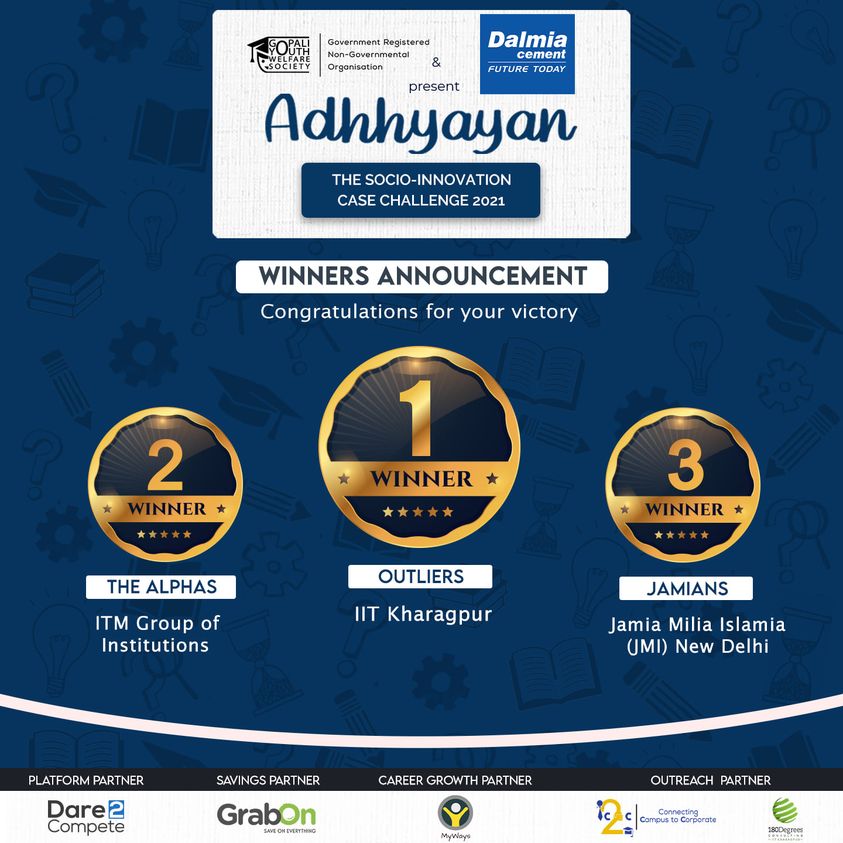 GOPALI
YOUTH
WELFARE
SOCIETY
Government Registered
Non-Governmental
Organisation
&
Dalmia
cement
FUTURE TODAY
present
Adhhyayan
THE SOCIO-INNOVATION
CASE CHALLENGE 2021
WINNERS ANNOUNCEMENT
Congratulations for your victory
1
WINNER
OUTLIERS
IIT Kharagpur
2
WINNER
THE ALPHAS
ITM Group of
Institutions
3
WINNER
JAMIANS
Jamia Milia Islamia
(JMI) New Delhi
PLATFORM PARTNER
Dare2
Compete
SAVINGS PARTNER
GrabOn
SAVE ON EVERYTHING
CAREER GROWTH PARTNER
MyWays
OUTREACH PARTNER
C2C
Connecting
Campus to Corporate
180Degrees
CONSULTING